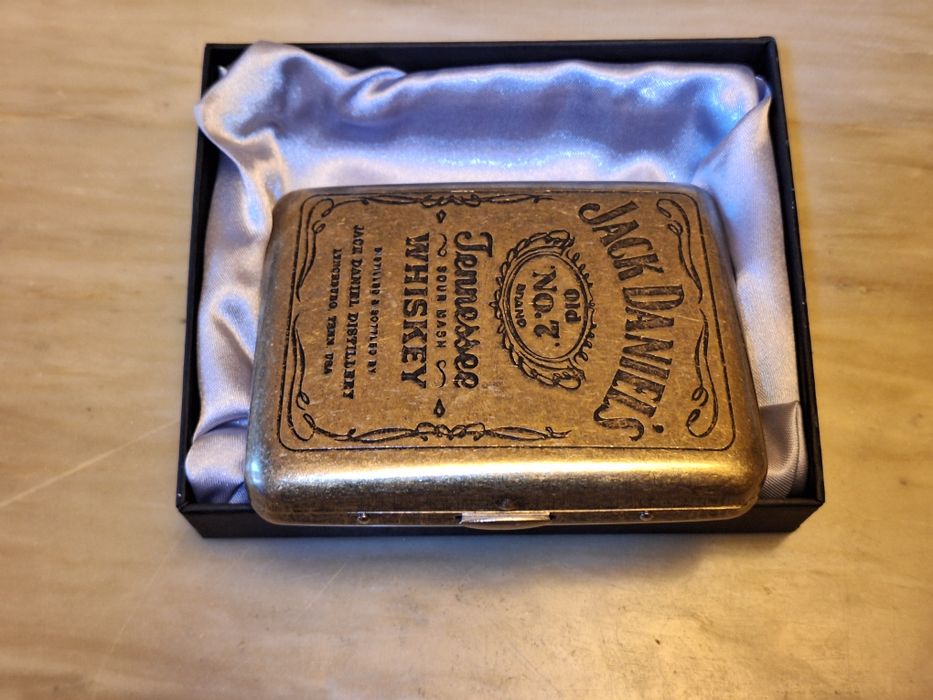 JACK DANIEL'S
Old
NO. 7
BRAND
Tennessee
SOUR MASH
WHISKEY
DISTILLED & BOTTLED BY
JACK DANIEL DISTILLERY
LYNCHBURG, TENN USA